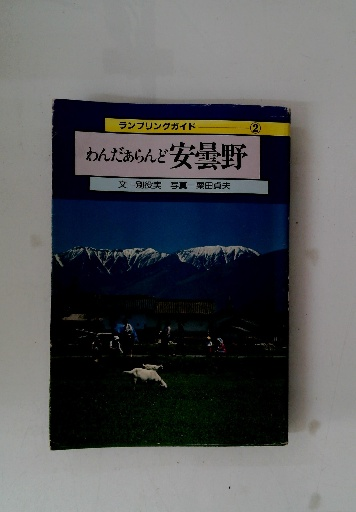 ランブリングガイド———②
わんだあらんど安曇野
文 別役実 写真 栗田貞夫